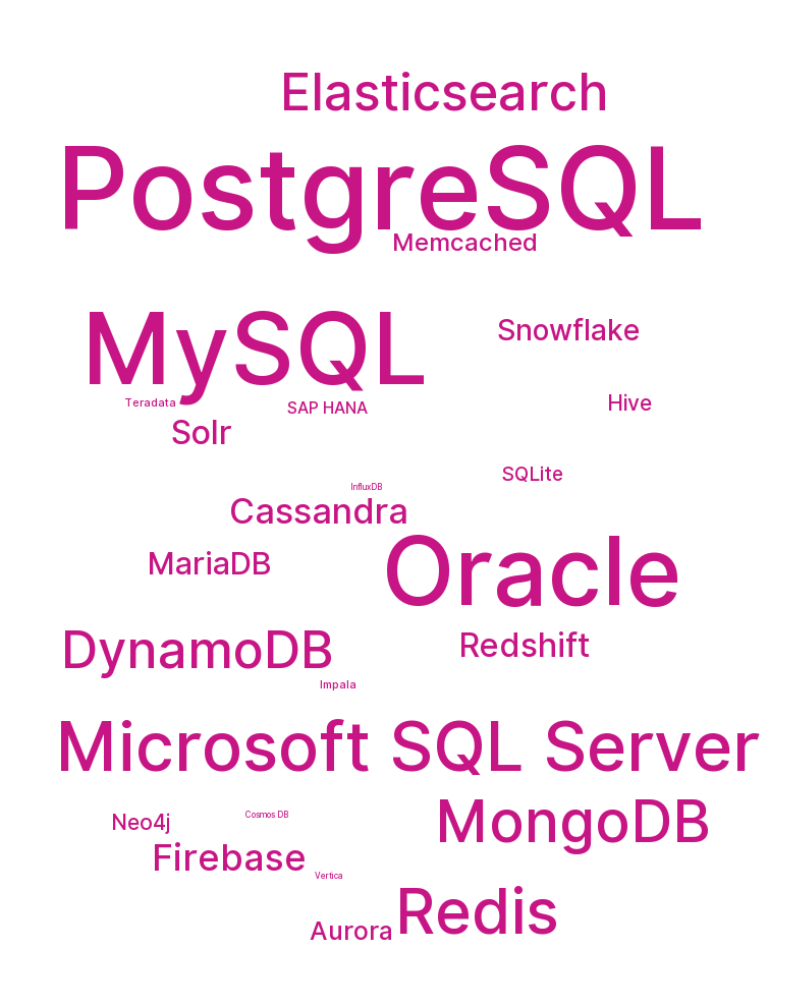 Elasticsearch
PostgreSQL
Memcached
MySQL
Snowflake
Teradata
SAP HANA
Hive
Solr
SQLite
InfluxDB
Cassandra
MariaDB
Oracle
DynamoDB
Redshift
Impala
Microsoft SQL Server
Neo4j
Cosmos DB
MongoDB
Firebase
Vertica
Redis
Aurora